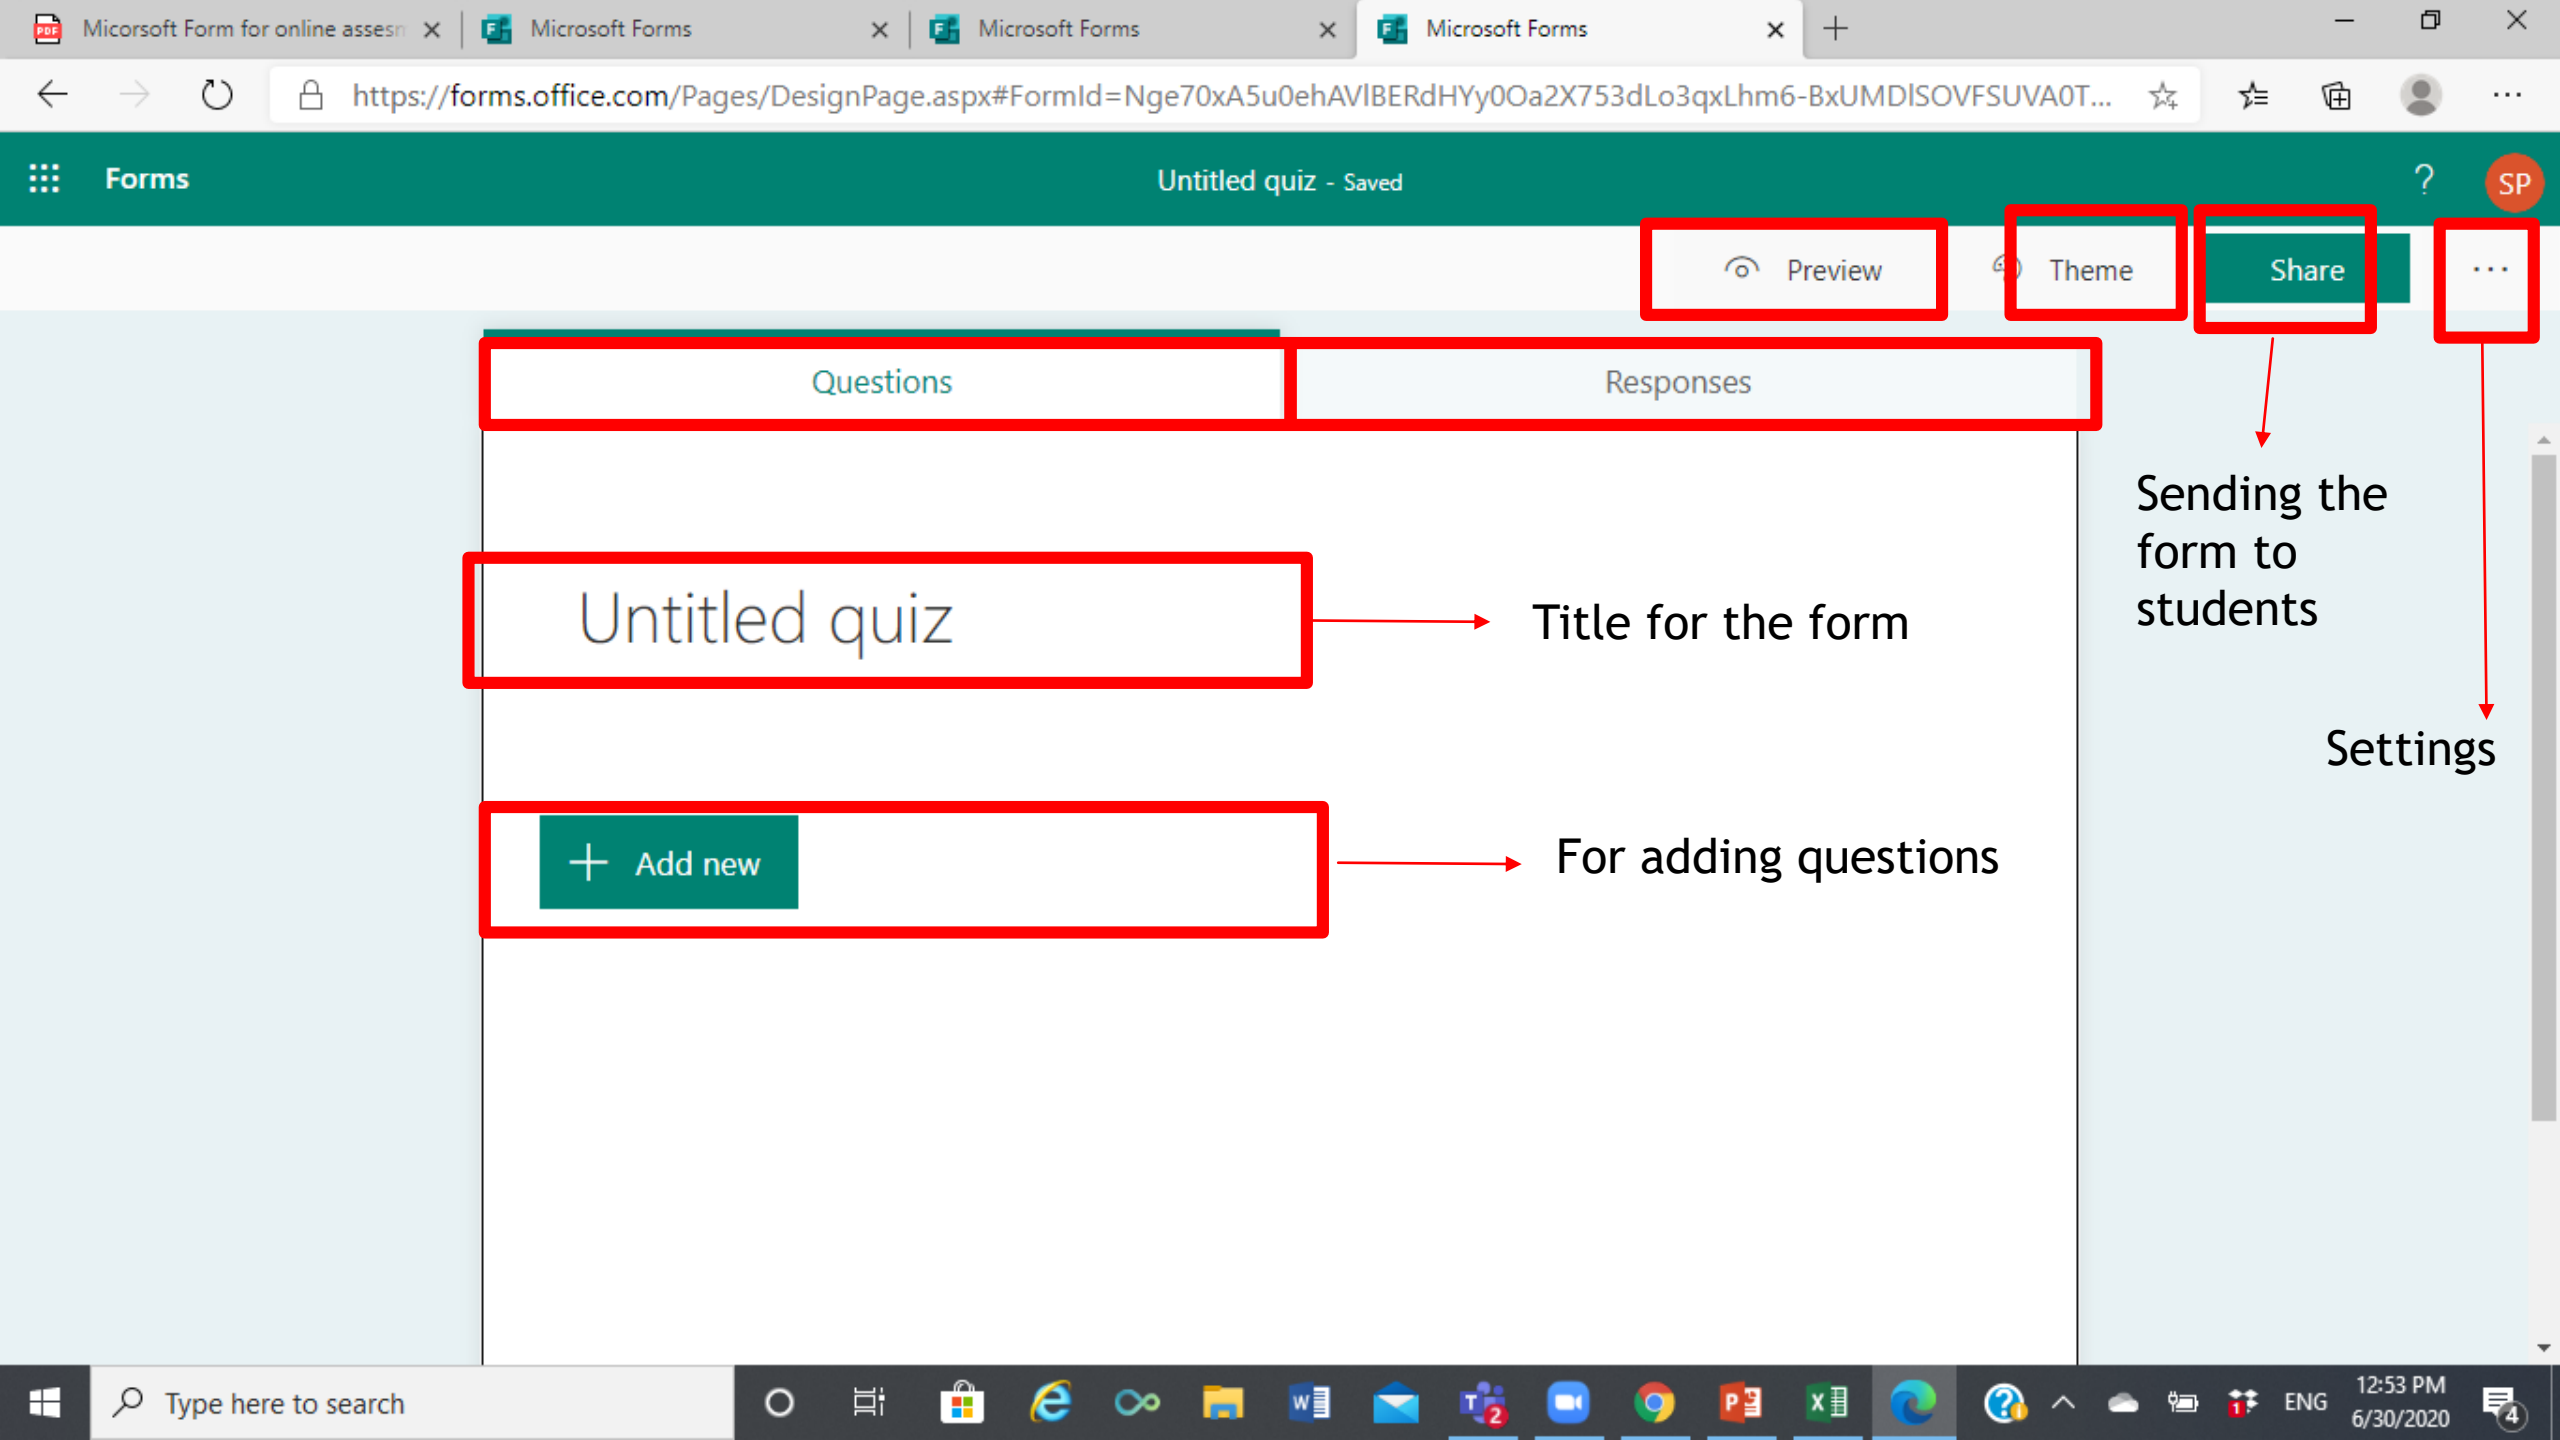 Micorsoft Form for online assesn
Microsoft Forms
Microsoft Forms
Microsoft Forms
https://forms.office.com/Pages/DesignPage.aspx#FormId=Nge70xA5u0ehAVlBERdHYy0Oa2X753dLo3qxLhm6-BxUMDlSOVFSUVA0T...
Forms
Untitled quiz - Saved
?
SP
Preview
Theme
Share
Questions
Responses
Sending the
form to
students
Untitled quiz
Title for the form
Settings
Add new
For adding questions
Type here to search
ENG
12:53 PM
6/30/2020